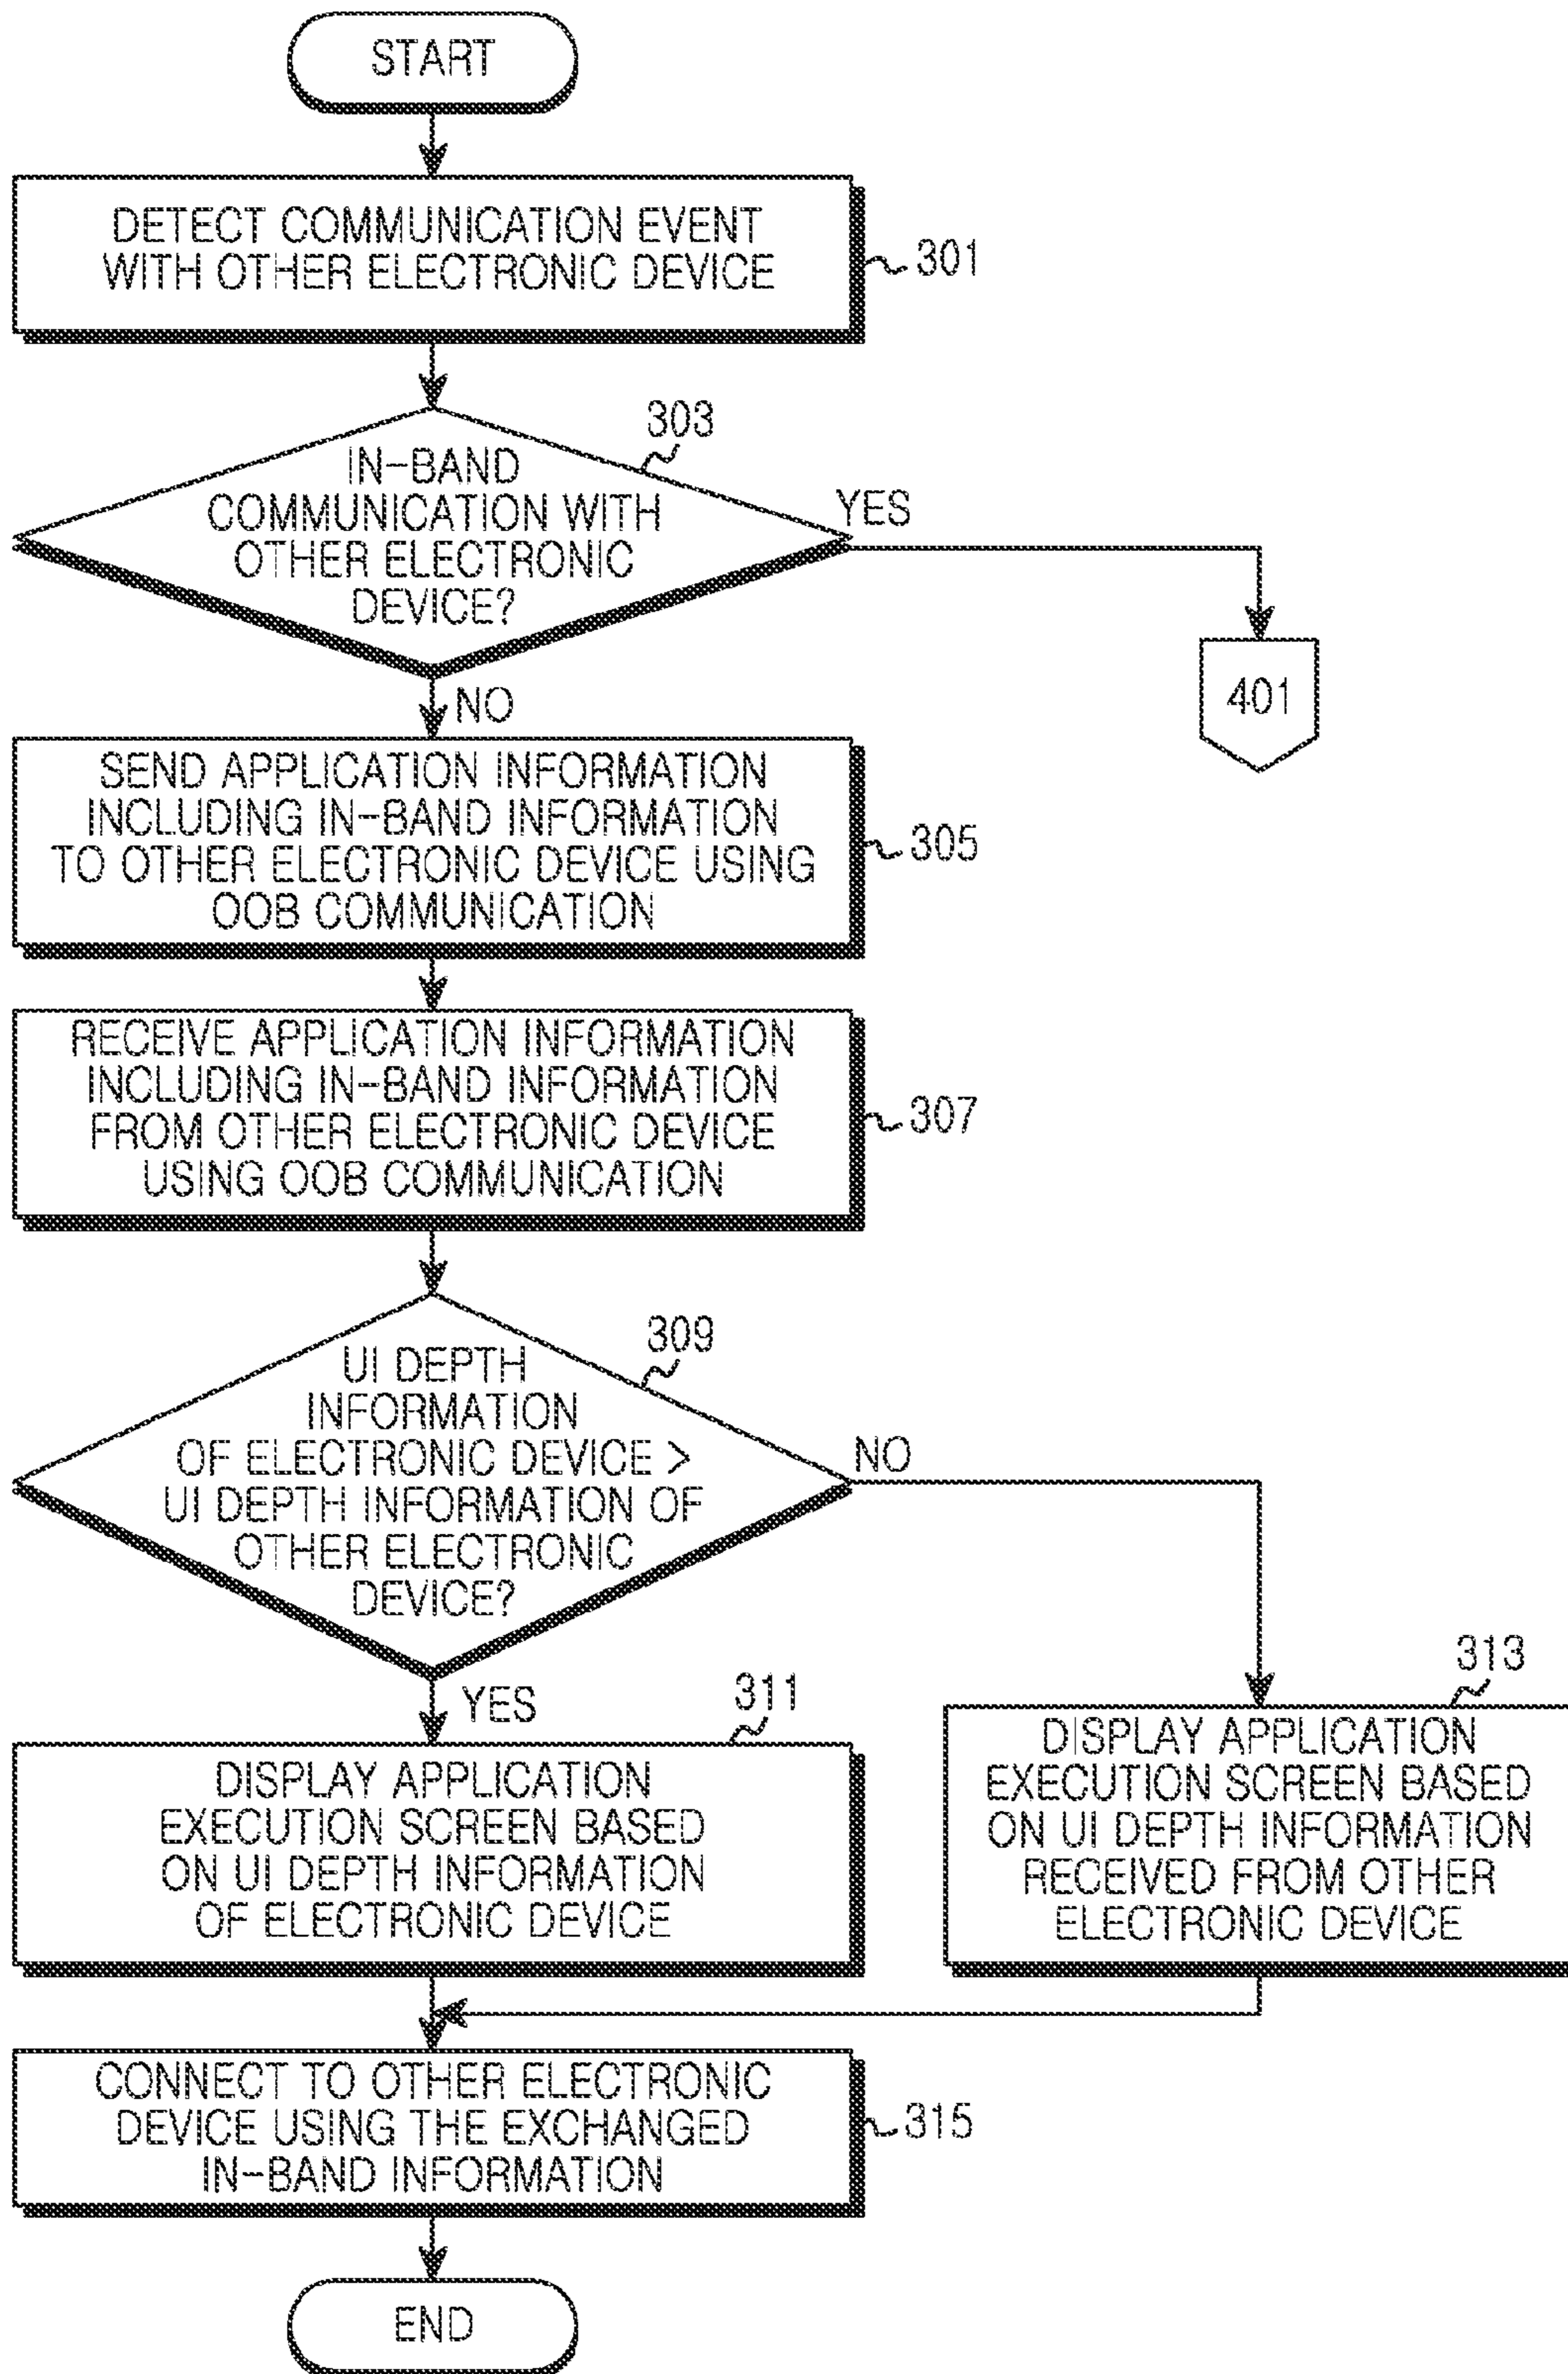 START
DETECT COMMUNICATION EVENT
WITH OTHER ELECTRONIC DEVICE
301
303
IN-BAND
COMMUNICATION WITH
OTHER ELECTRONIC
DEVICE?
YES
401
NO
SEND APPLICATION INFORMATION
INCLUDING IN-BAND INFORMATION
TO OTHER ELECTRONIC DEVICE USING
OOB COMMUNICATION
305
RECEIVE APPLICATION INFORMATION
INCLUDING IN-BAND INFORMATION
FROM OTHER ELECTRONIC DEVICE
USING OOB COMMUNICATION
307
309
UI DEPTH
INFORMATION
OF ELECTRONIC DEVICE >
UI DEPTH INFORMATION OF
OTHER ELECTRONIC
DEVICE?
NO
YES
311
DISPLAY APPLICATION
EXECUTION SCREEN BASED
ON UI DEPTH INFORMATION
OF ELECTRONIC DEVICE
313
DISPLAY APPLICATION
EXECUTION SCREEN BASED
ON UI DEPTH INFORMATION
RECEIVED FROM OTHER
ELECTRONIC DEVICE
CONNECT TO OTHER ELECTRONIC
DEVICE USING THE EXCHANGED
IN-BAND INFORMATION
315
END